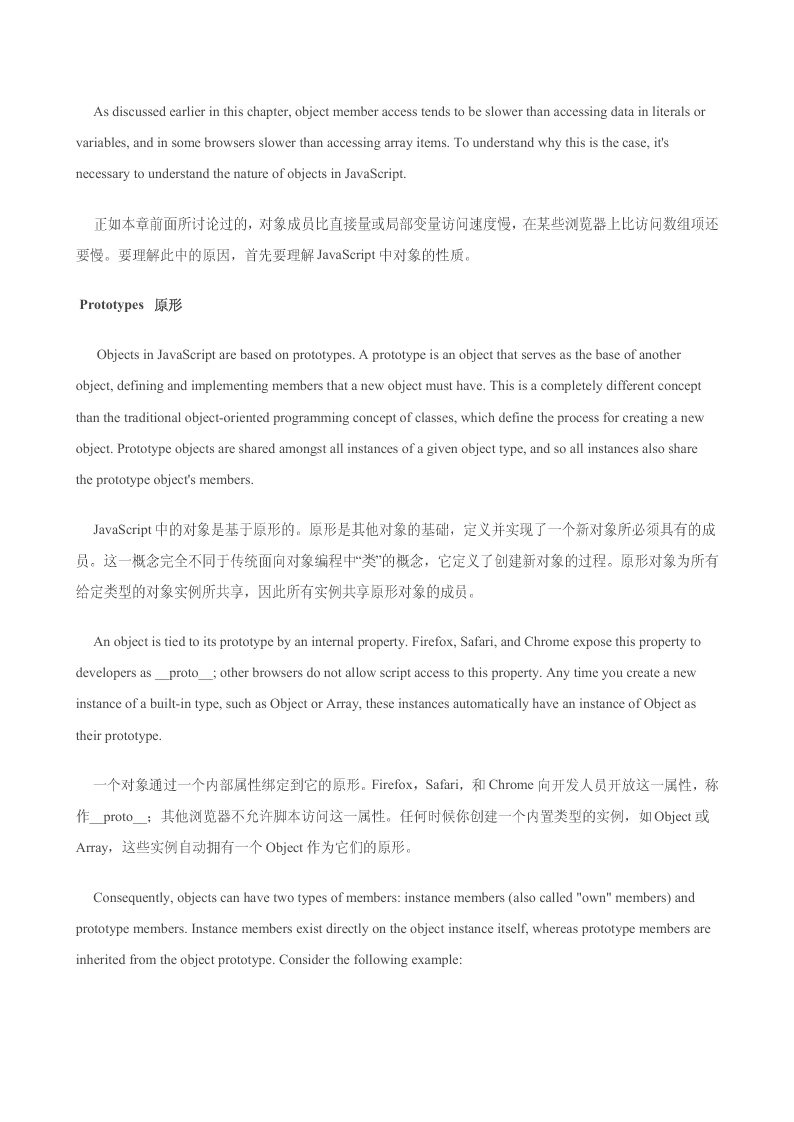 As discussed earlier in this chapter, object member access tends to be slower than accessing data in literals or
variables, and in some browsers slower than accessing array items. To understand why this is the case, it's
necessary to understand the nature of objects in JavaScript.
正如本章前面所讨论过的，对象成员比直接量或局部变量访问速度慢，在某些浏览器上比访问数组项还
要慢。要理解此中的原因，首先要理解 JavaScript 中对象的性质。
Prototypes 原形
Objects in JavaScript are based on prototypes. A prototype is an object that serves as the base of another
object, defining and implementing members that a new object must have. This is a completely different concept
than the traditional object-oriented programming concept of classes, which define the process for creating a new
object. Prototype objects are shared amongst all instances of a given object type, and so all instances also share
the prototype object's members.
JavaScript 中的对象是基于原形的。原形是其他对象的基础，定义并实现了一个新对象所必须具有的成
员。这一概念完全不同于传统面向对象编程中“类”的概念，它定义了创建新对象的过程。原形对象为所有
给定类型的对象实例所共享，因此所有实例共享原形对象的成员。
An object is tied to its prototype by an internal property. Firefox, Safari, and Chrome expose this property to
developers as __proto__; other browsers do not allow script access to this property. Any time you create a new
instance of a built-in type, such as Object or Array, these instances automatically have an instance of Object as
their prototype.
一个对象通过一个内部属性绑定到它的原形。Firefox，Safari，和 Chrome 向开发人员开放这一属性，称
作__proto__；其他浏览器不允许脚本访问这一属性。任何时候你创建一个内置类型的实例，如 Object 或
Array，这些实例自动拥有一个 Object 作为它们的原形。
Consequently, objects can have two types of members: instance members (also called "own" members) and
prototype members. Instance members exist directly on the object instance itself, whereas prototype members are
inherited from the object prototype. Consider the following example: